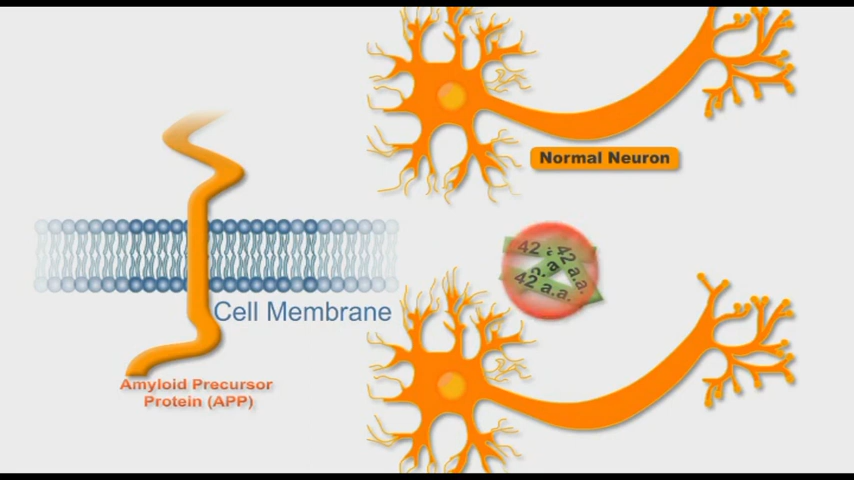 Normal Neuron
42
42 a.a.
42 a.a.
Cell Membrane
Amyloid Precursor
Protein (APP)